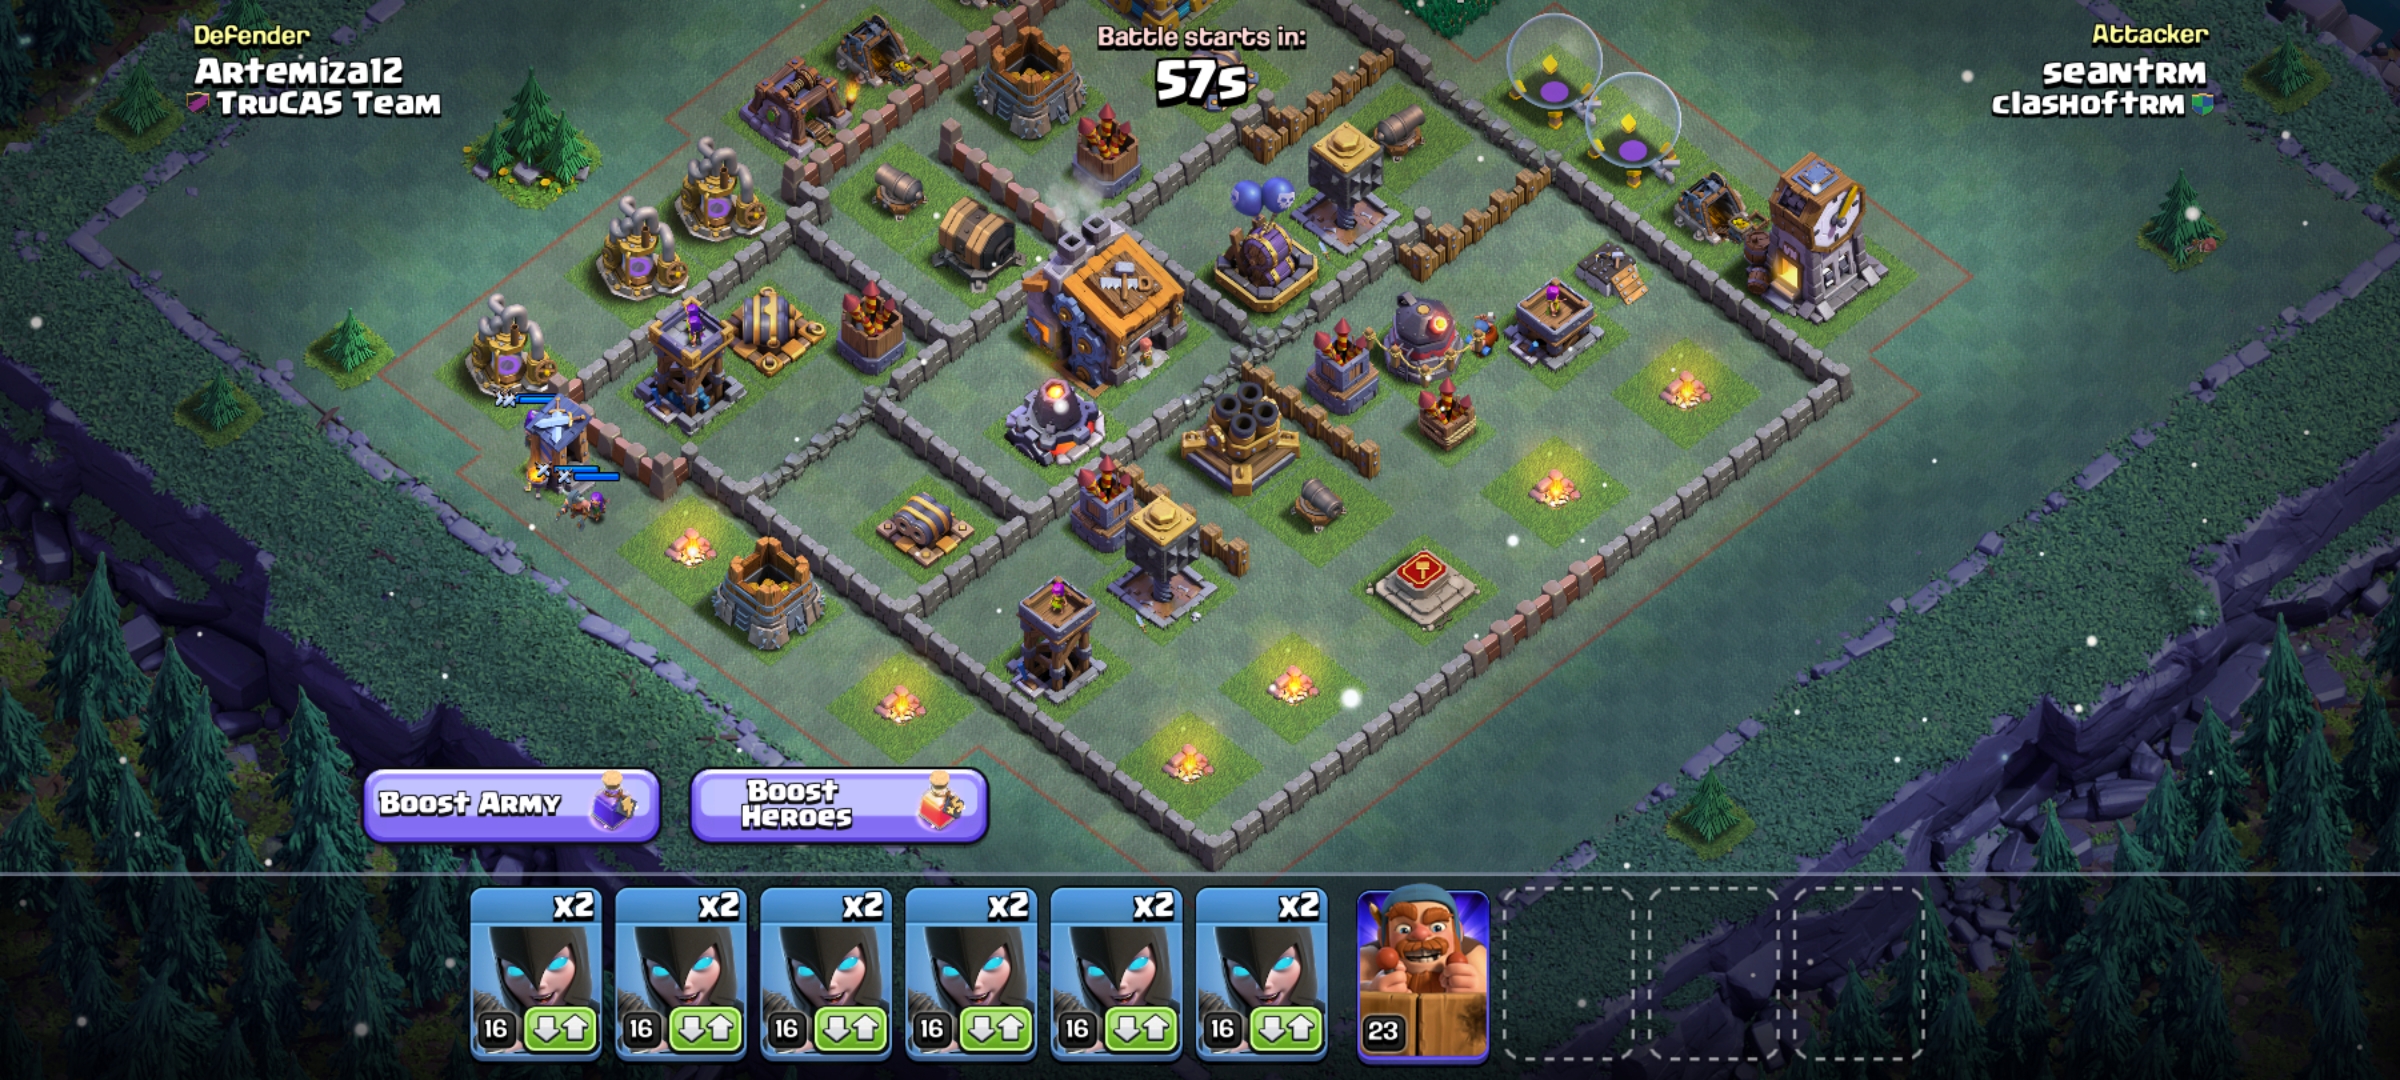 Defender
Artemiza12
TruCAS Team
Battle starts in:
57s
Attacker
seantRM
clashoftRM
Boost Army
Boost
Heroes
x2
x2
x2
x2
x2
x2
16
16
16
16
16
16
23